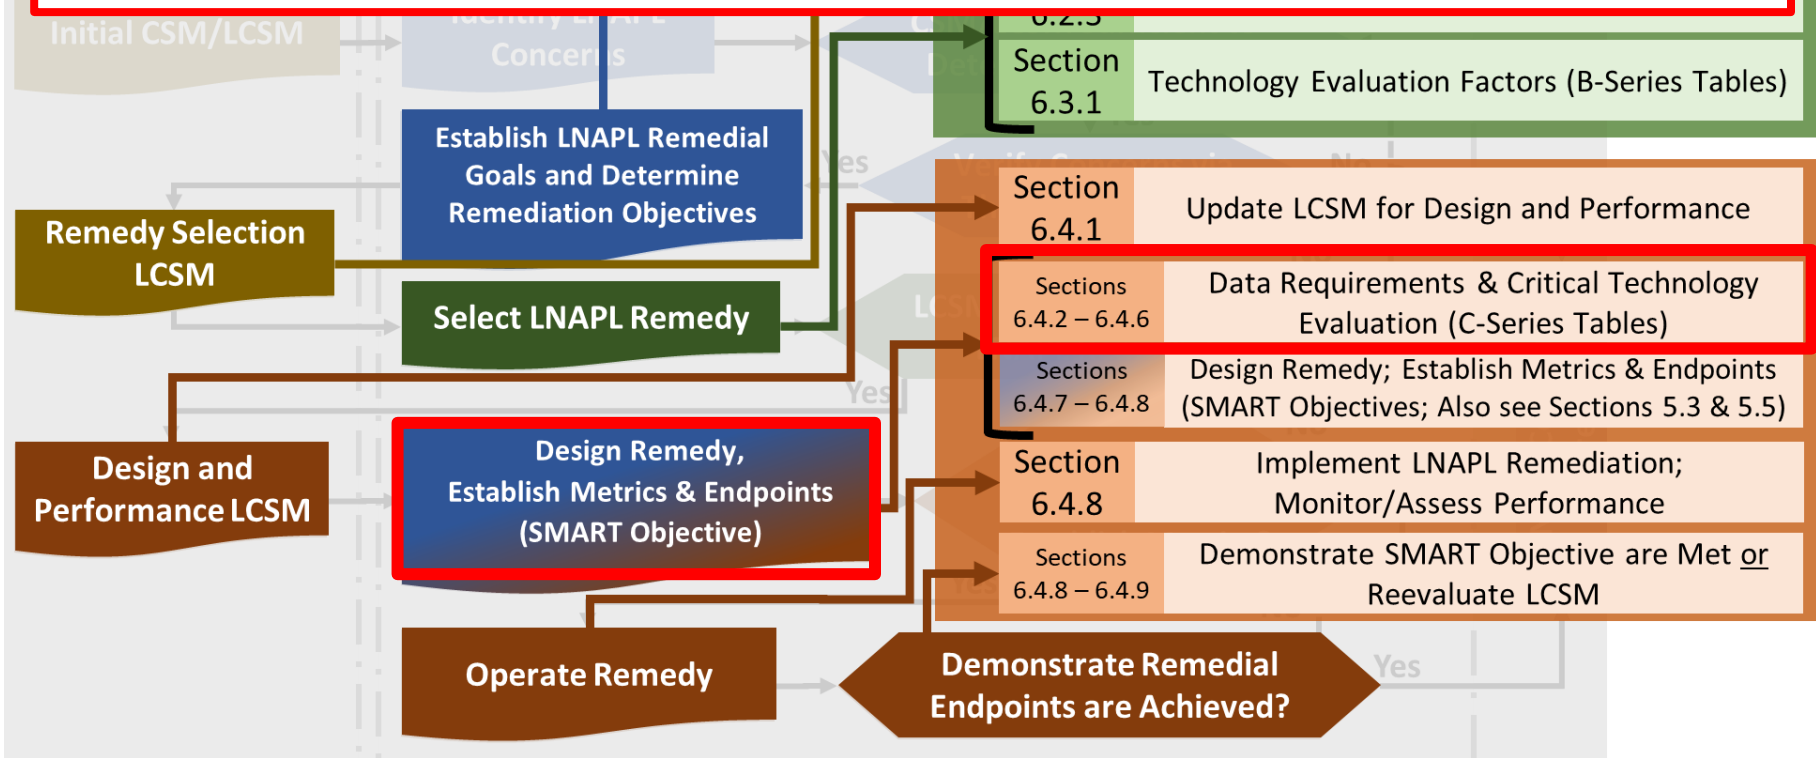 Initial CSM/LCSM
Concerns
6.2.3
Section
6.3.1
Technology Evaluation Factors (B-Series Tables)
Establish LNAPL Remedial
Goals and Determine
Remediation Objectives
Yes
No
Remedy Selection
LCSM
Select LNAPL Remedy
Section
6.4.1
Update LCSM for Design and Performance
Sections
6.4.2 – 6.4.6
Data Requirements & Critical Technology
Evaluation (C-Series Tables)
Yes
Sections
6.4.7 – 6.4.8
Design Remedy; Establish Metrics & Endpoints
(SMART Objectives; Also see Sections 5.3 & 5.5)
Design and
Performance LCSM
Design Remedy,
Establish Metrics & Endpoints
(SMART Objective)
Section
6.4.8
Implement LNAPL Remediation;
Monitor/Assess Performance
Sections
6.4.8 – 6.4.9
Demonstrate SMART Objective are Met or
Reevaluate LCSM
Operate Remedy
Demonstrate Remedial
Endpoints are Achieved?
Yes